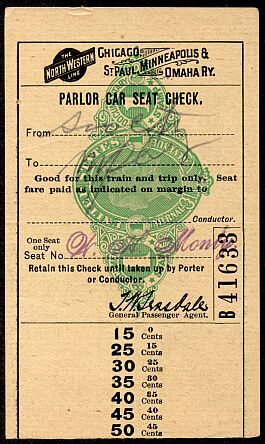 THE
NORTH WESTERN
LINE
CHICAGO
ST PAUL, MINNEAPOLIS &
OMAHA RY.
PARLOR CAR SEAT CHECK.
From
To
Good for this train and trip only. Seat
fare paid as indicated on margin to
Conductor.
One Seat
only
Seat No.
Retain this Check until taken up by Porter
or Conductor.
General Passenger Agent.
B41633
15 0 Cents
25 15 Cents
30 25 Cents
35 30 Cents
40 35 Cents
45 40 Cents
50 45 Cents